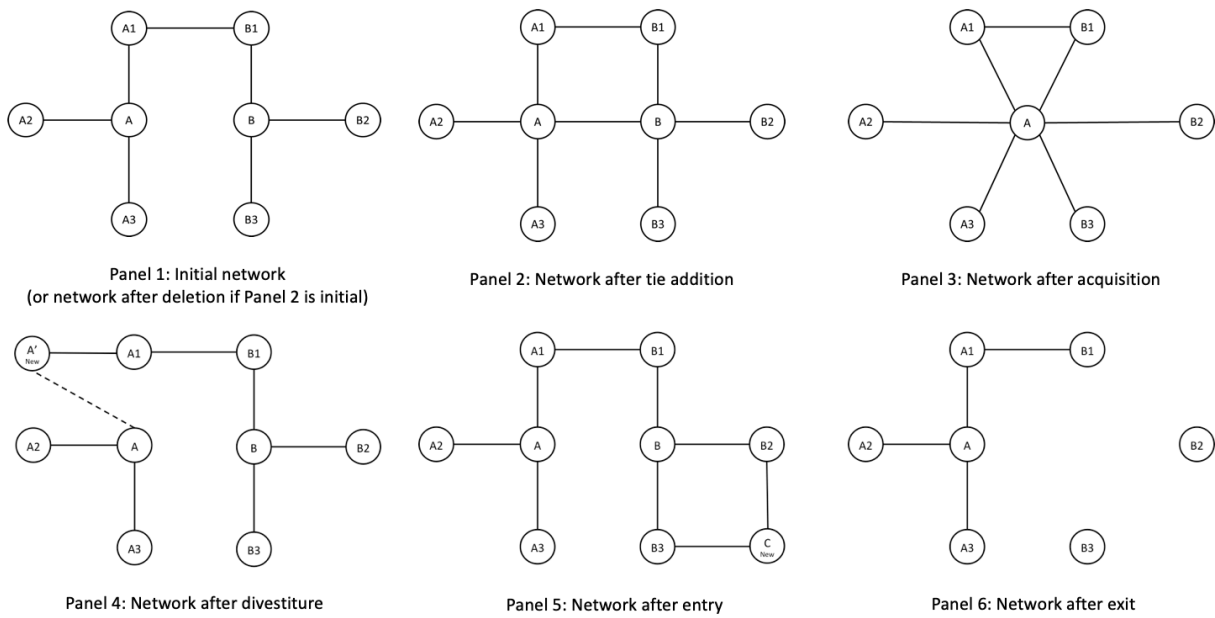 A1 B1
A2 A B B2
A3 B3
Panel 1: Initial network
(or network after deletion if Panel 2 is initial)
A1 B1
A2 A B B2
A3 B3
Panel 2: Network after tie addition
A1 B1
A2 A B2
A3 B3
Panel 3: Network after acquisition
A' A1 B1
New
A2 A B B2
A3 B3
Panel 4: Network after divestiture
A1 B1
A2 A B B2
A3 B3 C
New
Panel 5: Network after entry
A1 B1
A2 A B2
A3 B3
Panel 6: Network after exit